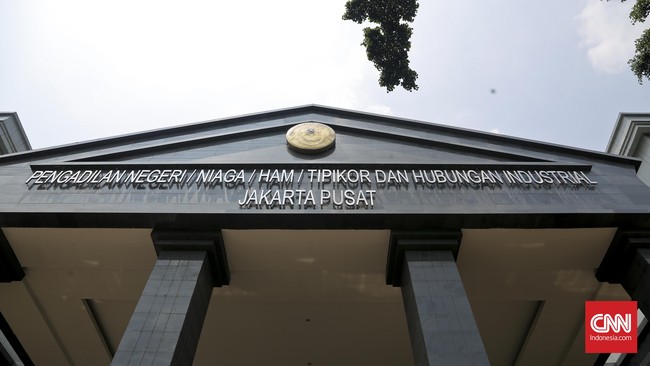 PENGADILAN NEGERI / NIAGA / HAM / TIPIKOR DAN HUBUNGAN INDUSTRIAL
JAKARTA PUSAT
CNN
Indonesia.com